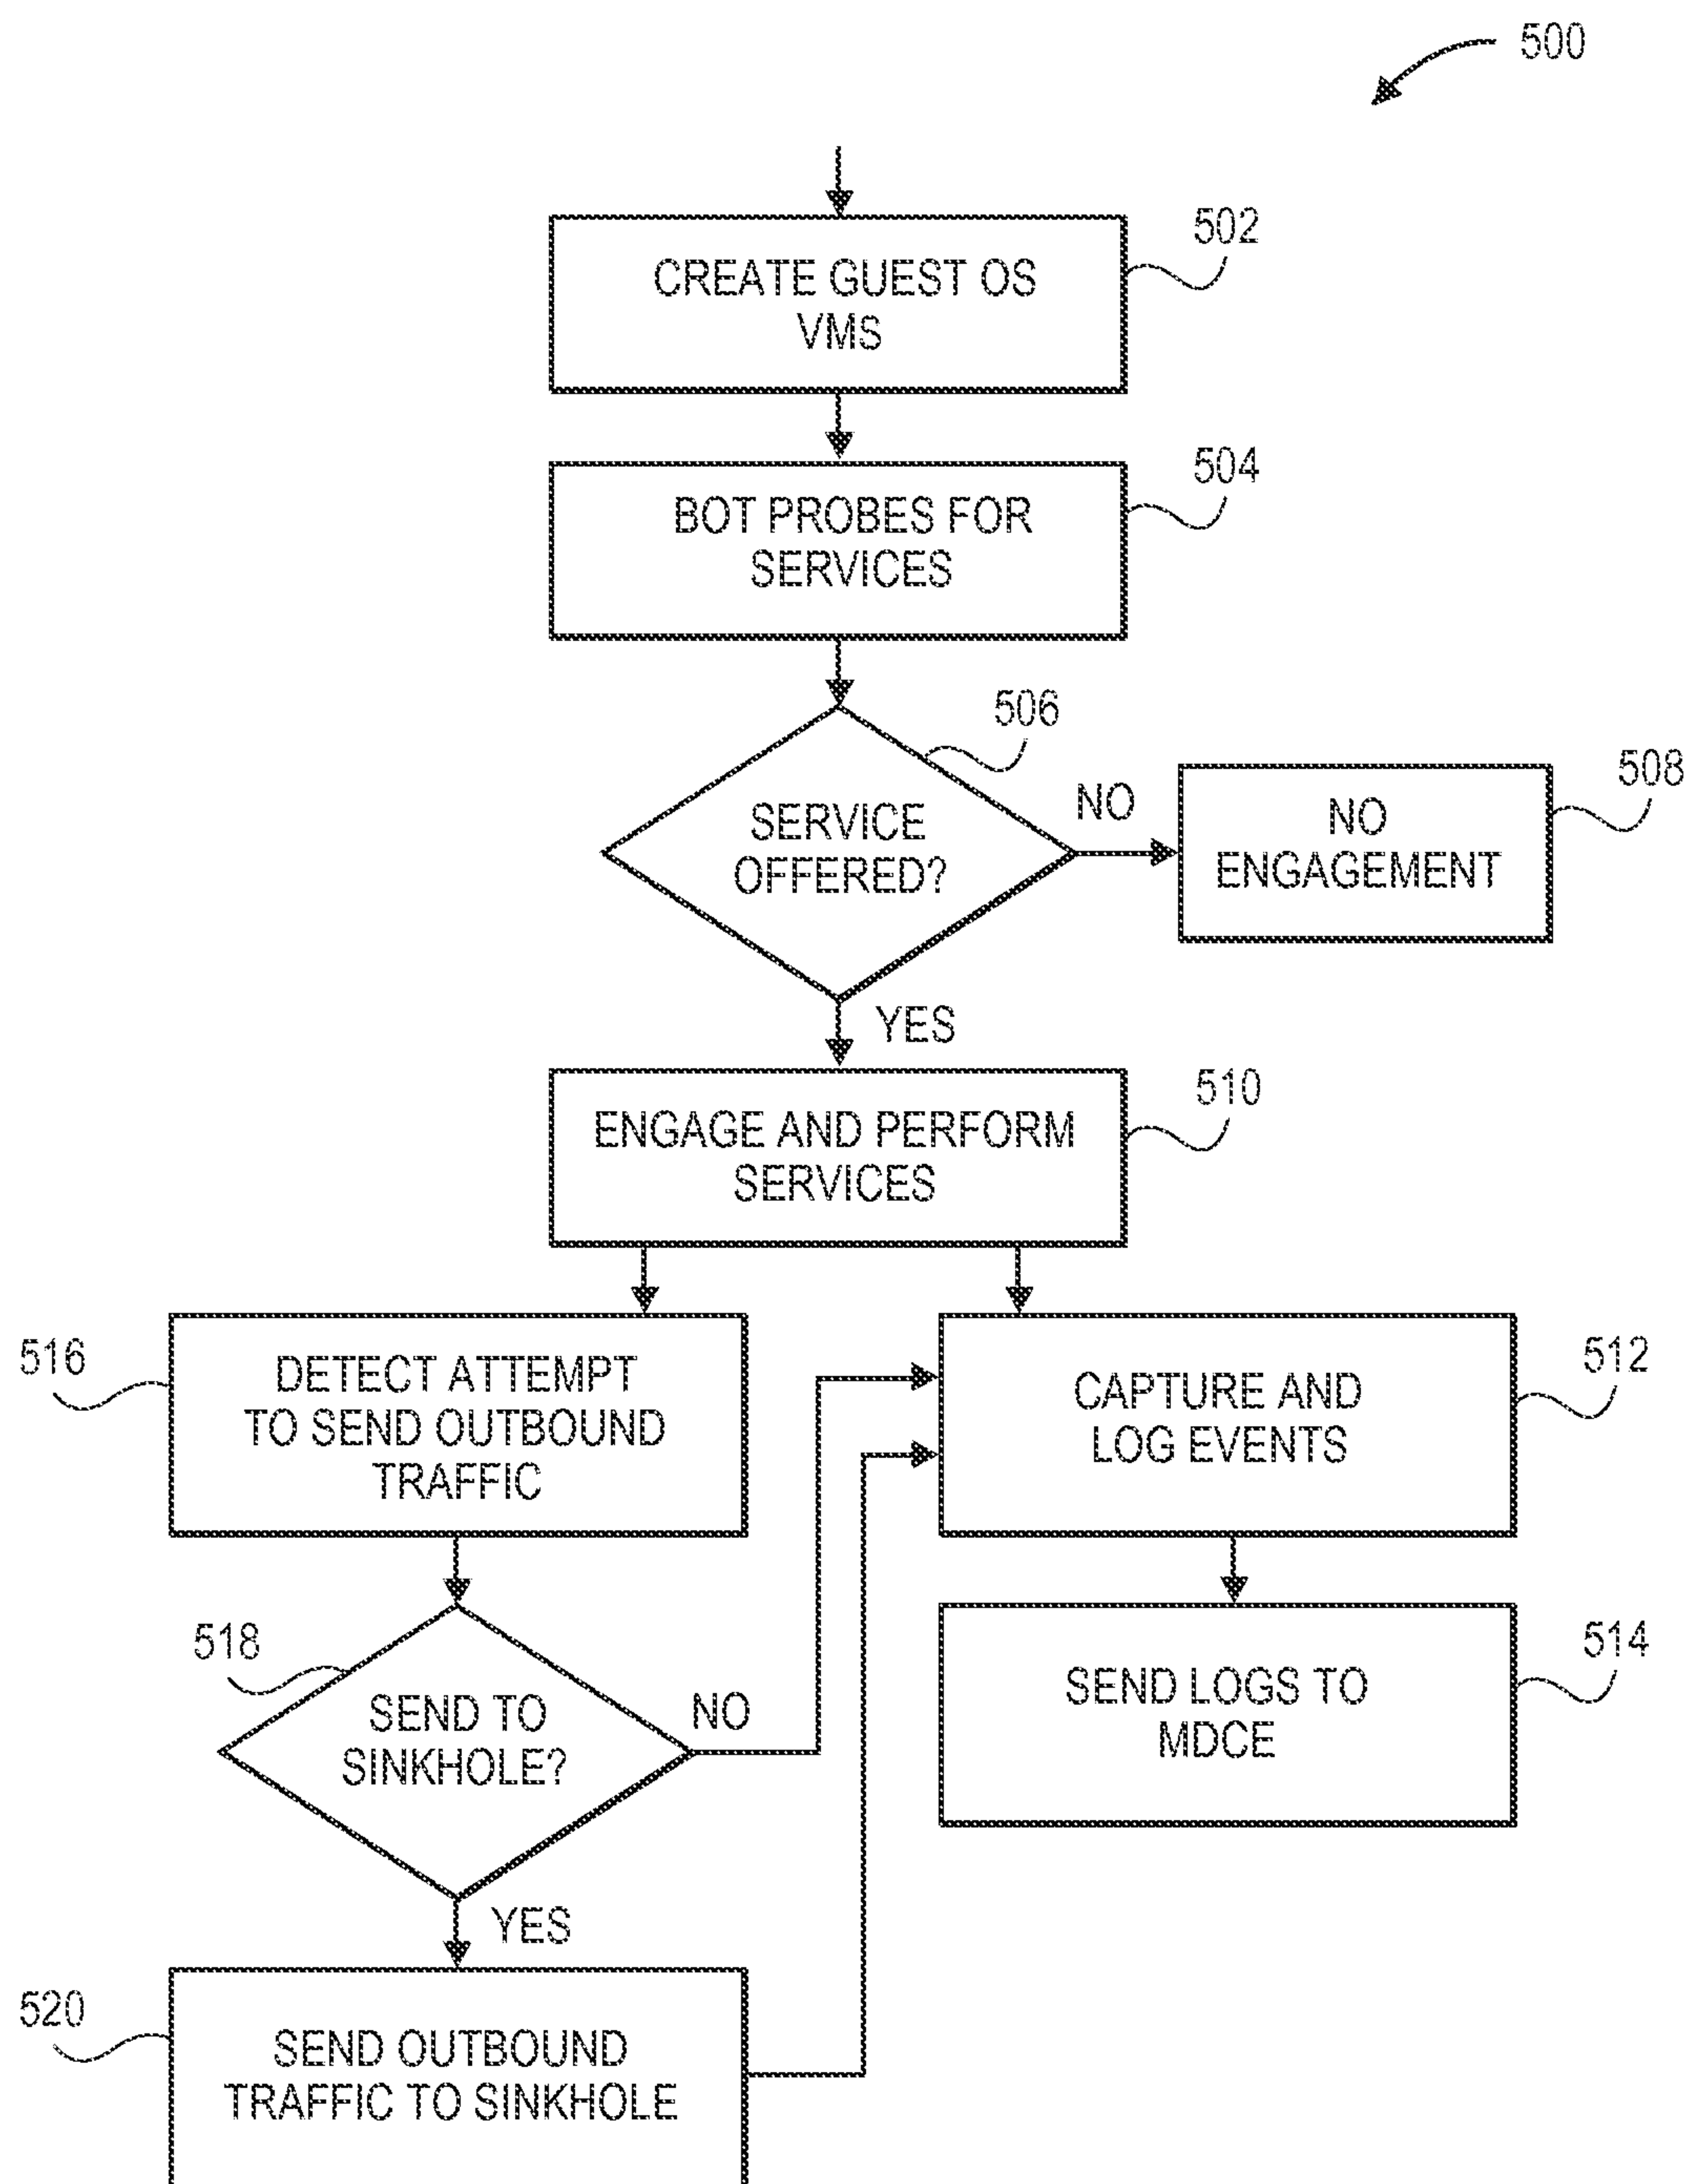 500
502
CREATE GUEST OS
VMS
504
BOT PROBES FOR
SERVICES
506
SERVICE
OFFERED?
NO
508
NO
ENGAGEMENT
YES
510
ENGAGE AND PERFORM
SERVICES
516
DETECT ATTEMPT
TO SEND OUTBOUND
TRAFFIC
512
CAPTURE AND
LOG EVENTS
518
SEND TO
SINKHOLE?
NO
514
SEND LOGS TO
MDCE
YES
520
SEND OUTBOUND
TRAFFIC TO SINKHOLE